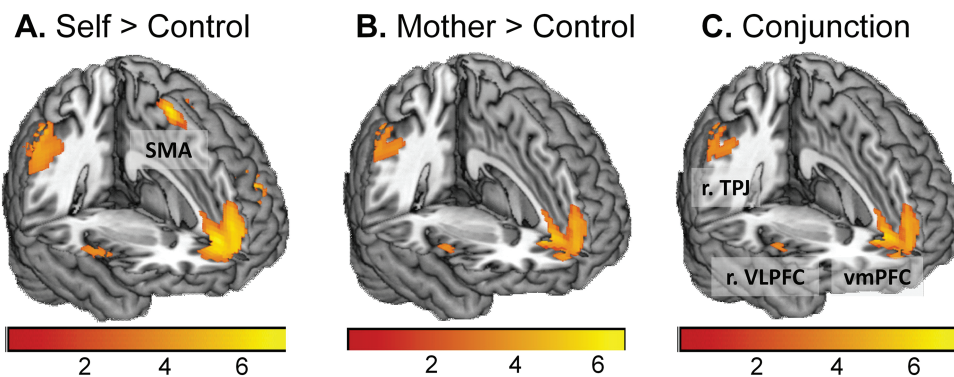 A. Self > Control
B. Mother > Control
C. Conjunction
SMA
r. TPJ
r. VLPFC
vmPFC
2 4 6
2 4 6
2 4 6